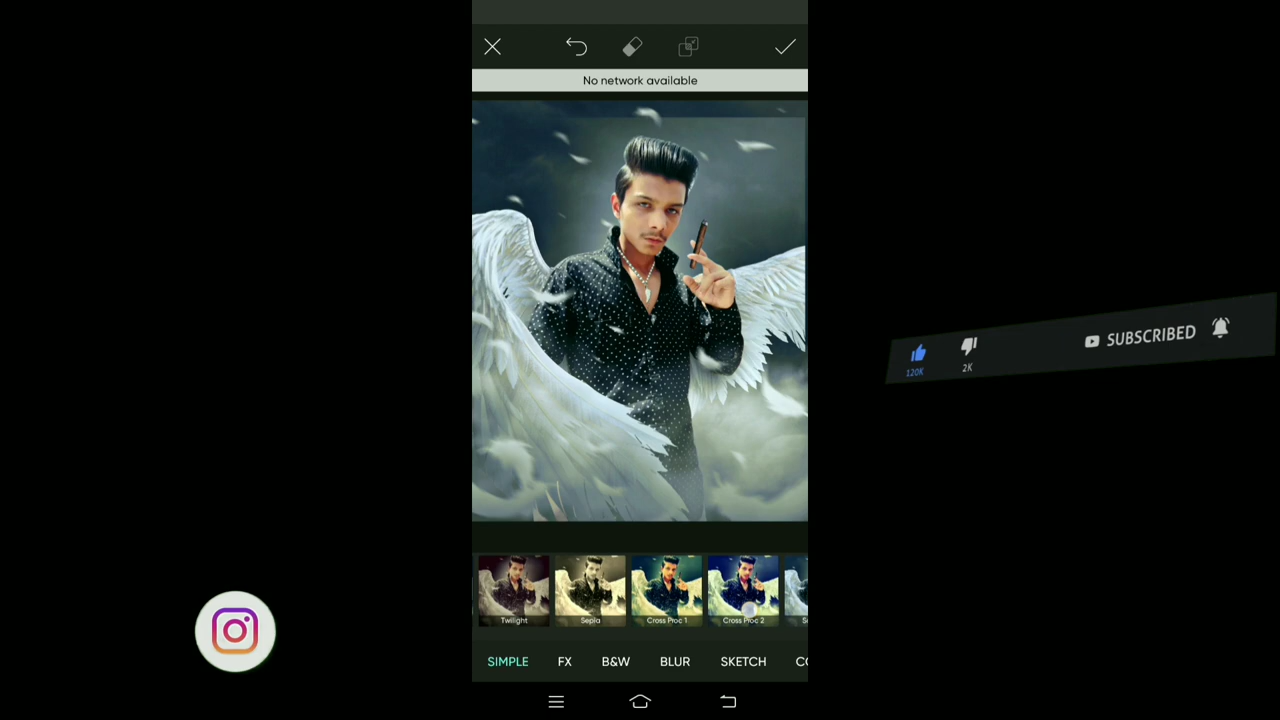 No network available
120K
2K
SUBSCRIBED
Twilight
Sepia
Cross Proc 1
Cross Proc 2
SIMPLE
FX
B&W
BLUR
SKETCH